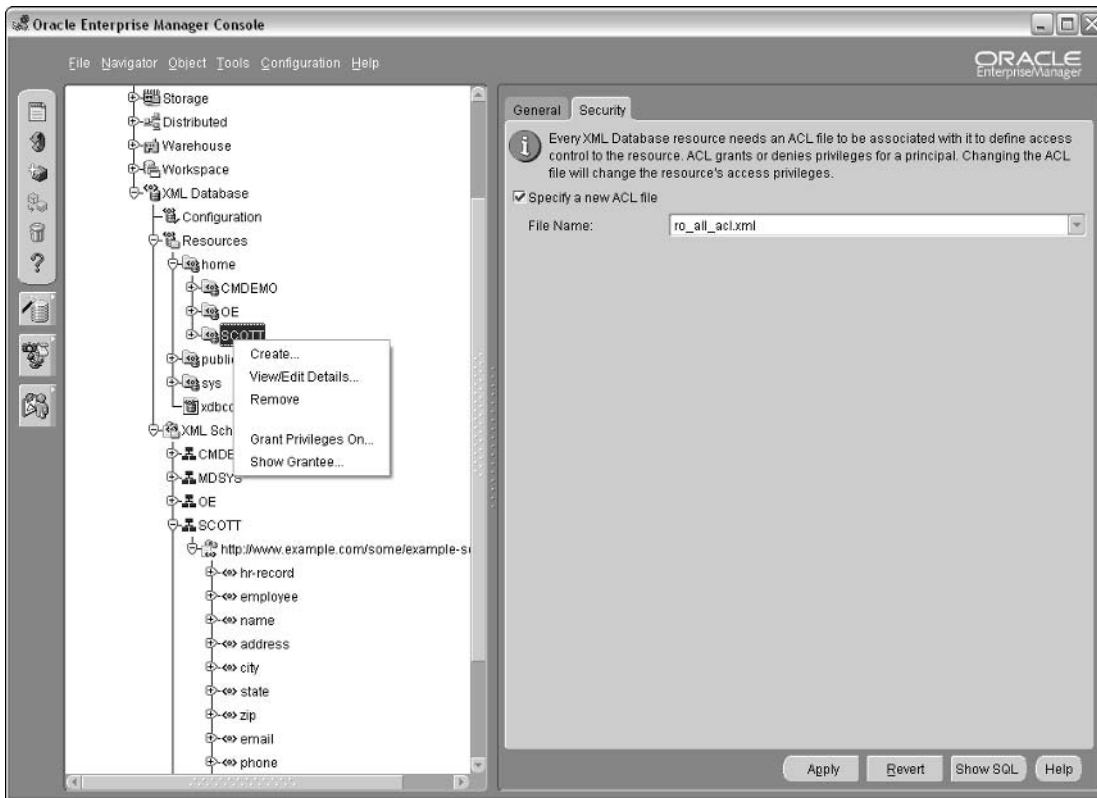 Oracle Enterprise Manager Console
File Navigator Object Tools Configuration Help
ORACLE
EnterpriseManager
Storage
Distributed
Warehouse
Workspace
XML Database
Configuration
Resources
home
CMDEMO
OE
SCOTT
Create...
View/Edit Details...
Remove
Grant Privileges On...
Show Grantee...
sys
XML
OE
SCOTT
http://www.example.com/some/example-s
hr-record
employee
name
address
city
state
zip
email
phone
General Security
Every XML Database resource needs an ACL file to be associated with it to define access
control to the resource. ACL grants or denies privileges for a principal. Changing the ACL
file will change the resource's access privileges.
Specify a new ACL file
File Name: ro_all_acl.xml
Apply Revert Show SQL Help